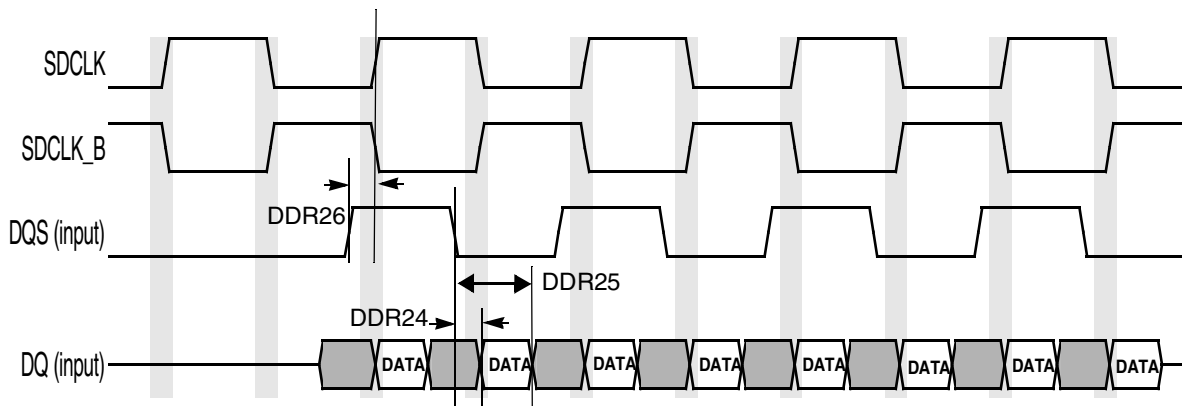 SDCLK
SDCLK_B
DDR26
DQS (input)
DDR25
DDR24
DQ (input)
DATA DATA DATA DATA DATA DATA DATA DATA